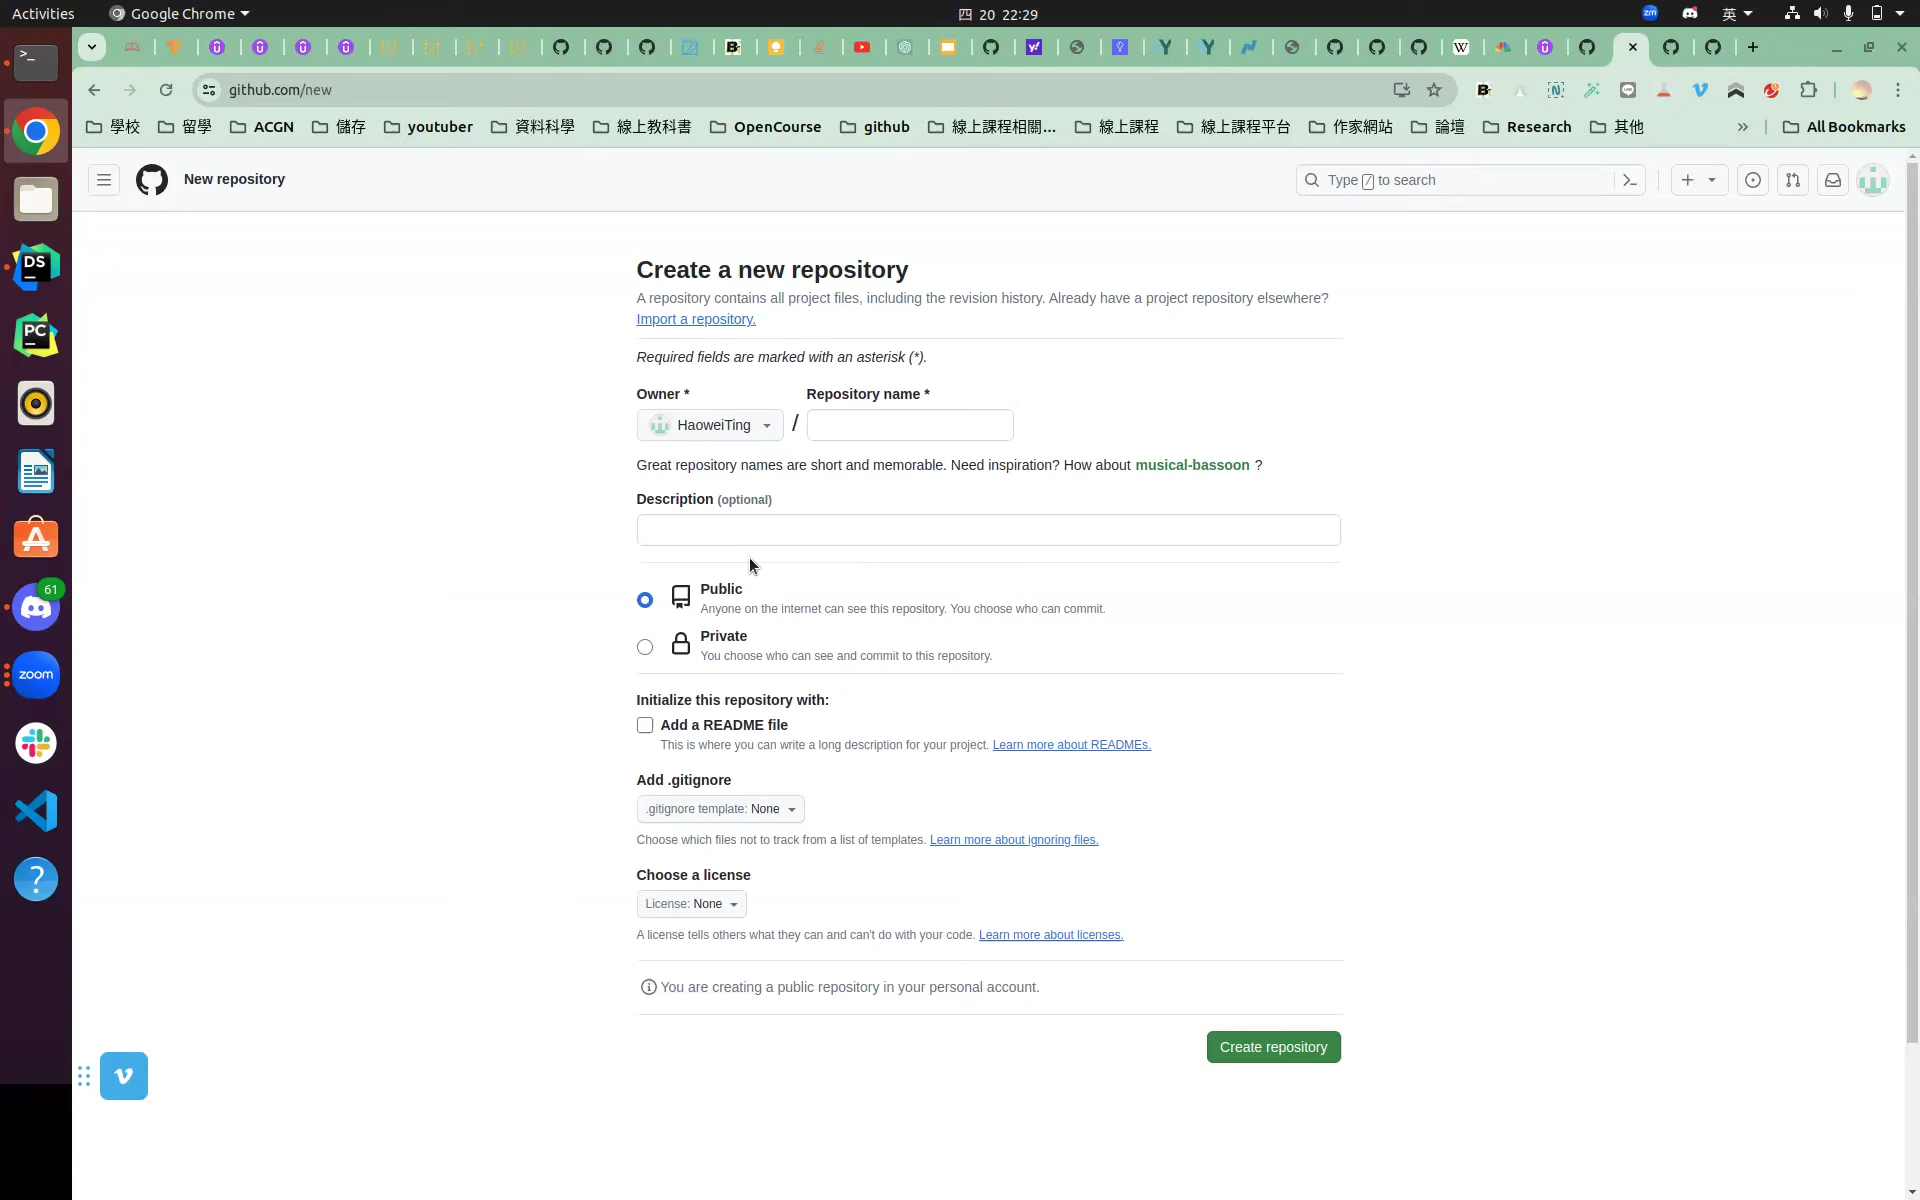 Activities
Google Chrome
四 20 22:29
zm
英
B
y!
W
github.com/new
學校
留學
ACGN
儲存
youtuber
資料科學
線上教科書
OpenCourse
github
線上課程相關...
線上課程
線上課程平台
作家網站
論壇
Research
其他
»
All Bookmarks
New repository
Type / to search
Create a new repository
A repository contains all project files, including the revision history. Already have a project repository elsewhere?
Import a repository.
Required fields are marked with an asterisk (*).
Owner *
Repository name *
HaoweiTing
/
Great repository names are short and memorable. Need inspiration? How about musical-bassoon ?
Description (optional)
Public
Anyone on the internet can see this repository. You choose who can commit.
Private
You choose who can see and commit to this repository.
Initialize this repository with:
Add a README file
This is where you can write a long description for your project. Learn more about READMEs.
Add .gitignore
.gitignore template: None
Choose which files not to track from a list of templates. Learn more about ignoring files.
Choose a license
License: None
A license tells others what they can and can't do with your code. Learn more about licenses.
You are creating a public repository in your personal account.
Create repository
DS
PC
61
zoom